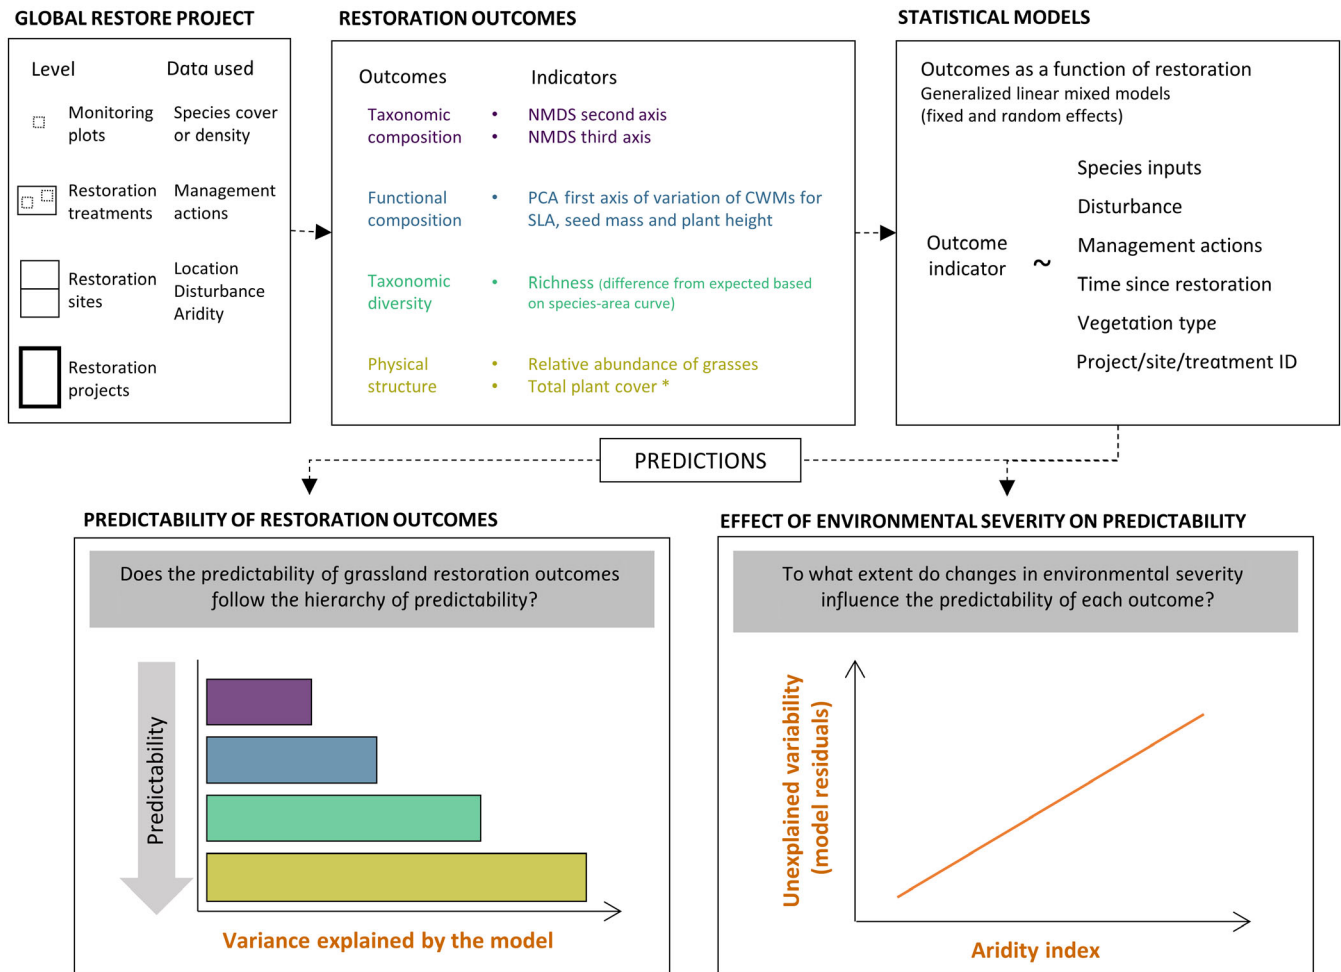 GLOBAL RESTORE PROJECT
Level
Data used
Monitoring
plots
Species cover
or density
Restoration
treatments
Management
actions
Restoration
sites
Location
Disturbance
Aridity
Restoration
projects
RESTORATION OUTCOMES
Outcomes
Indicators
Taxonomic
composition
• NMDS second axis
• NMDS third axis
Functional
composition
• PCA first axis of variation of CWMs for
SLA, seed mass and plant height
Taxonomic
diversity
• Richness (difference from expected based
on species-area curve)
Physical
structure
• Relative abundance of grasses
• Total plant cover *
STATISTICAL MODELS
Outcomes as a function of restoration
Generalized linear mixed models
(fixed and random effects)
Outcome
indicator
~
Species inputs
Disturbance
Management actions
Time since restoration
Vegetation type
Project/site/treatment ID
PREDICTIONS
PREDICTABILITY OF RESTORATION OUTCOMES
Does the predictability of grassland restoration outcomes
follow the hierarchy of predictability?
Predictability
Variance explained by the model
EFFECT OF ENVIRONMENTAL SEVERITY ON PREDICTABILITY
To what extent do changes in environmental severity
influence the predictability of each outcome?
Unexplained variability
(model residuals)
Aridity index